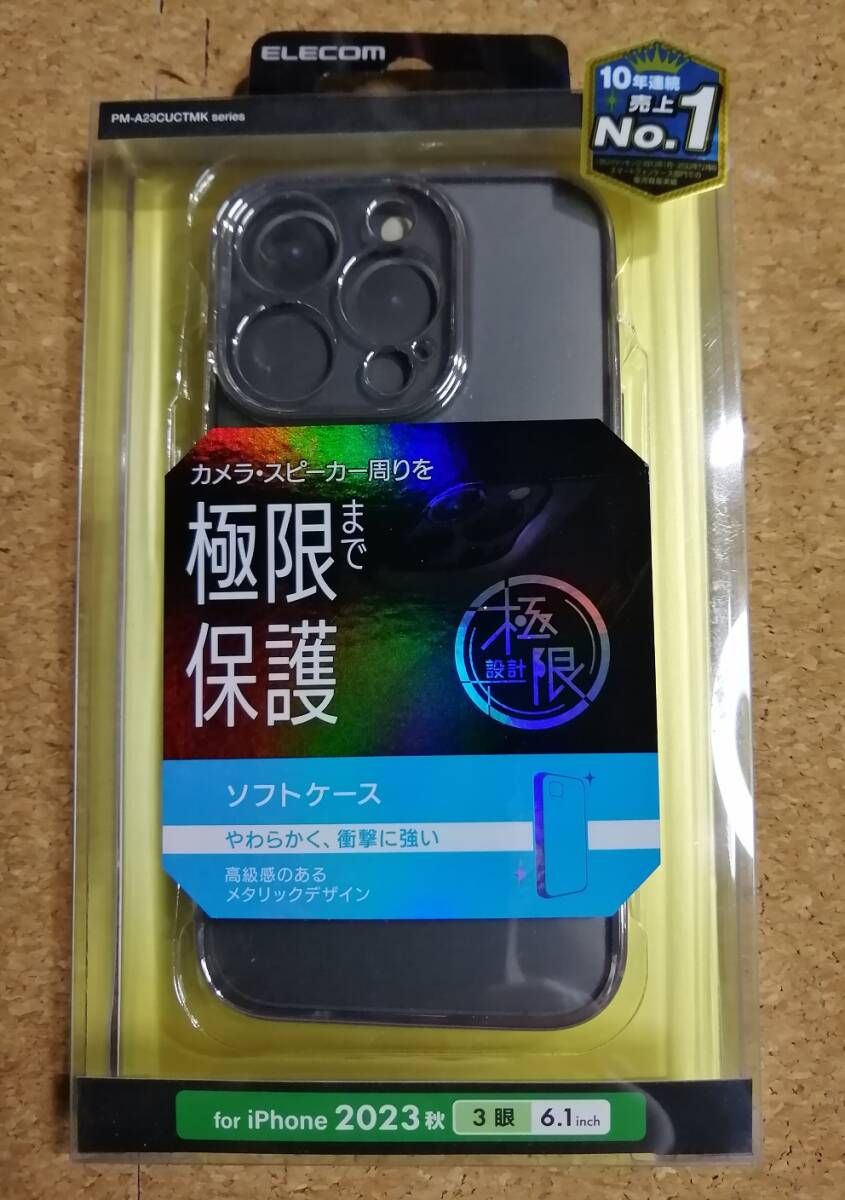 ELECOM
PM-A23CUCTMK series
10年連続
売上
No.1
カメラ・スピーカー周りを
極限まで
保護
極限
設計
ソフトケース
やわらかく、衝撃に強い
高級感のある
メタリックデザイン
for iPhone 2023秋 3眼 6.1inch